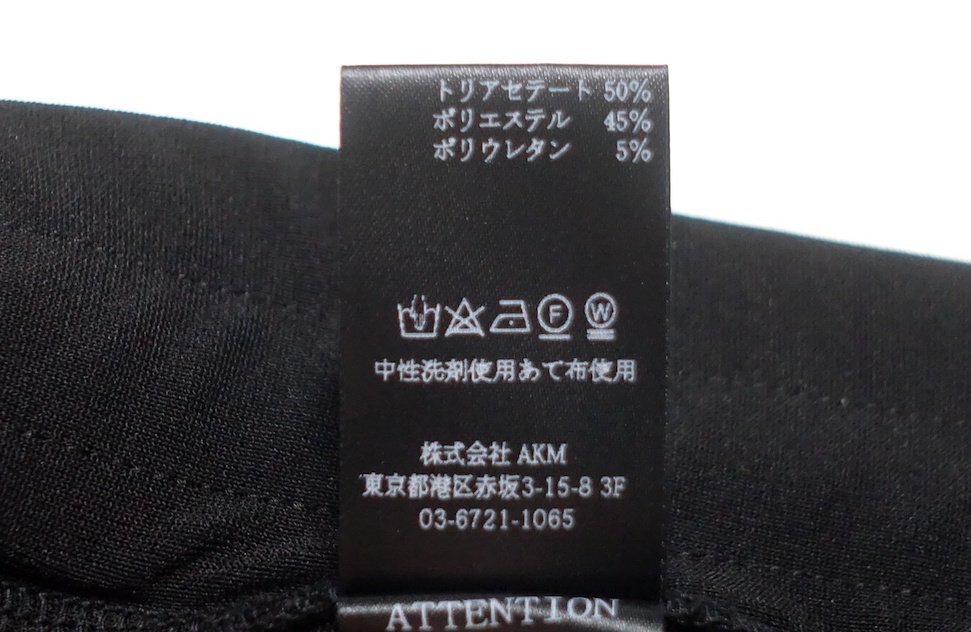 トリアセテート 50%
ポリエステル 45%
ポリウレタン 5%
F W
中性洗剤使用あて布使用
株式会社 AKM
東京都港区赤坂3-15-8 3F
03-6721-1065
ATTENTION